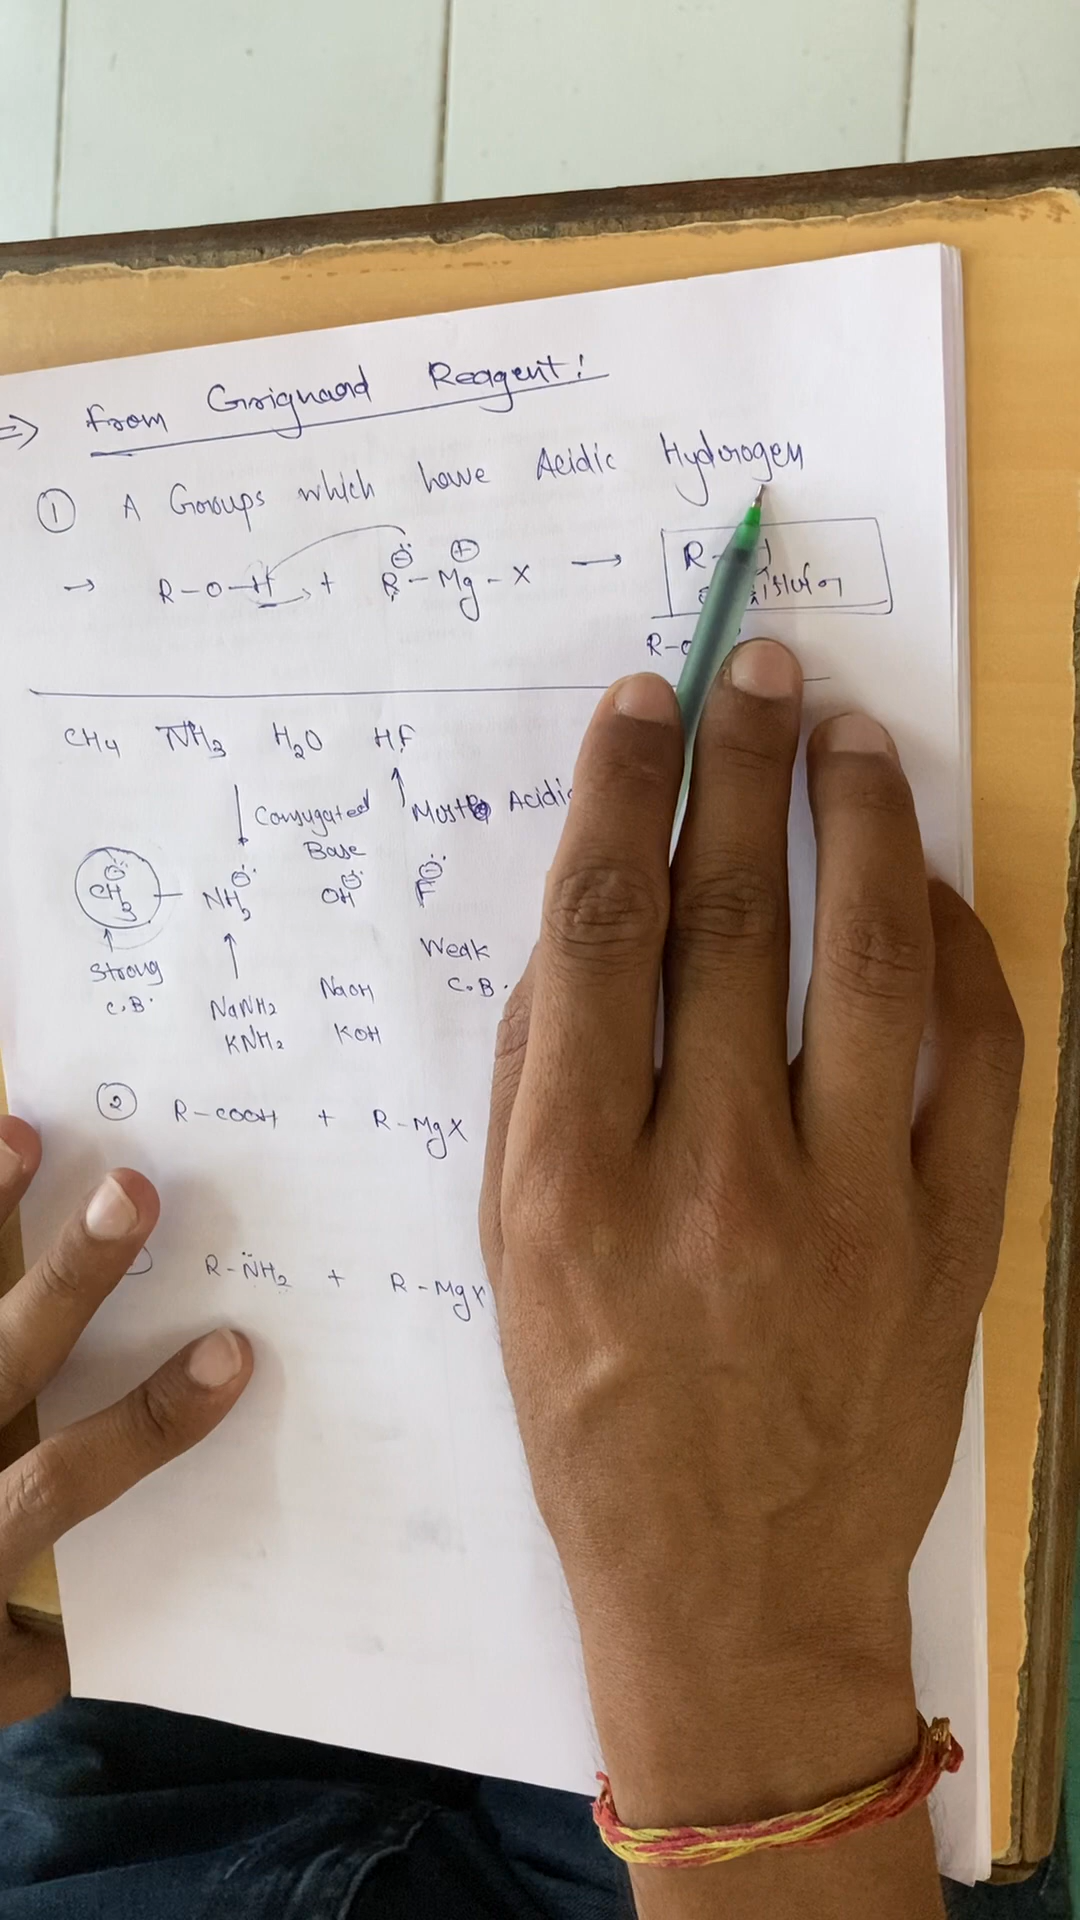 => From Grignard Reagent:
① A Groups which have Acidic Hydrogen
→ R-O-H + R-Mg-X →
CH4 NH3 H2O HF
↓ Conjugated Base ↑ Most Acidic
CH3 NH3 OH F
↑ Strong C.B. ↑ Weak C.B.
NaNH2 NaOH
KNH2 KOH
② R-COOH + R-MgX
R-NH2 + R-MgX